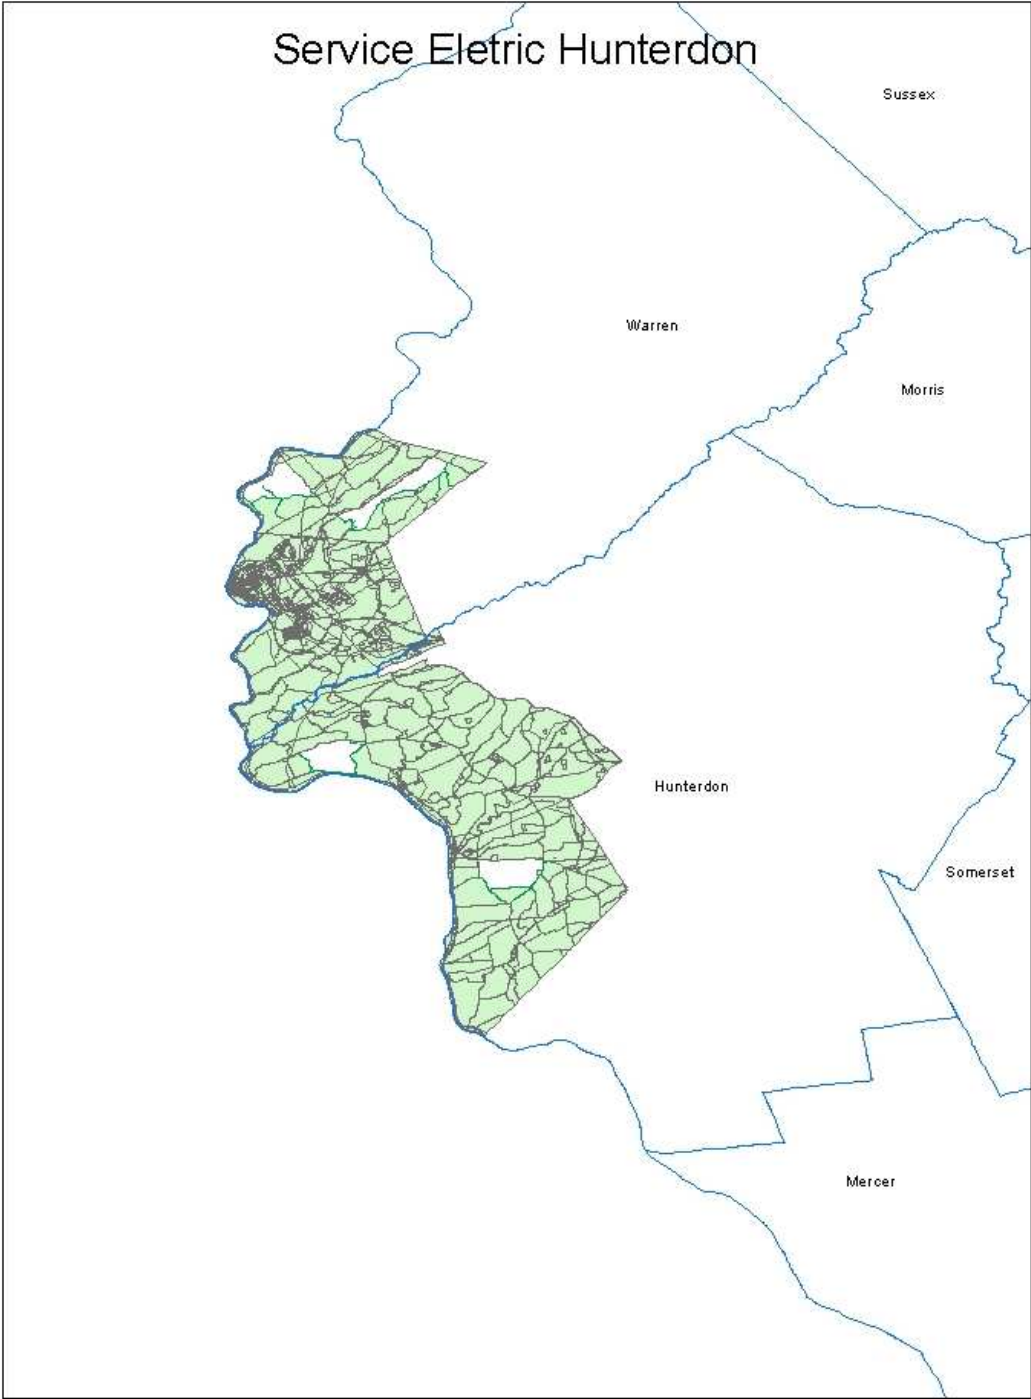 Service Eletric Hunterdon
Sussex
Warren
Morris
Hunterdon
Somerset
Mercer